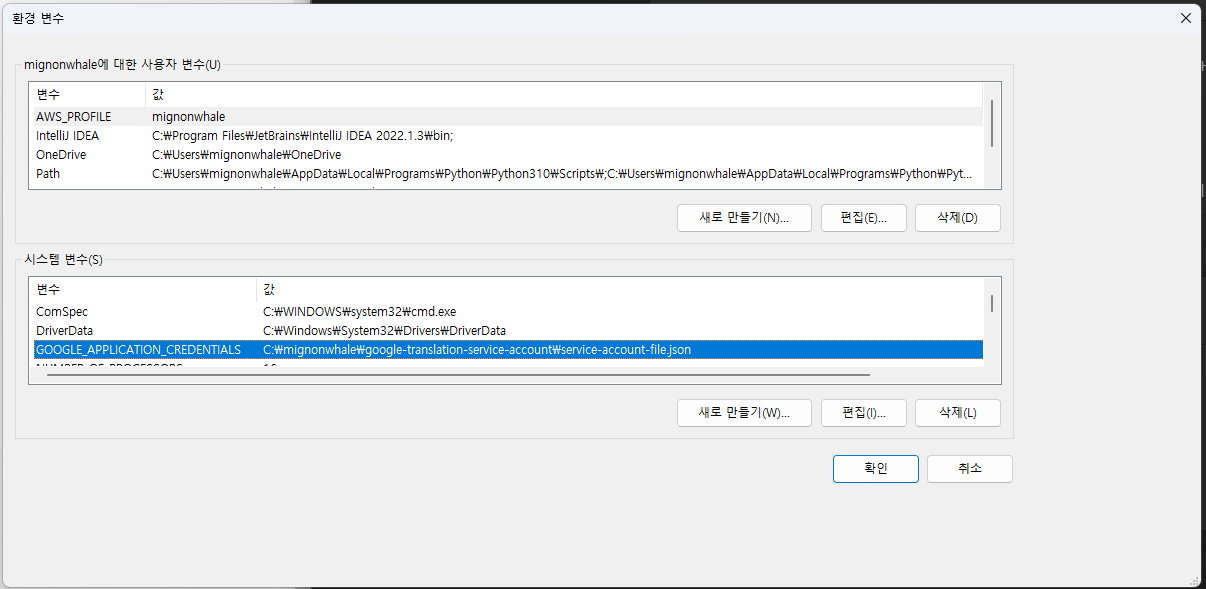 환경 변수
mignonwhale에 대한 사용자 변수(U)
변수 값
AWS_PROFILE mignonwhale
IntelliJ IDEA C:₩Program Files₩JetBrains₩IntelliJ IDEA 2022.1.3₩bin;
OneDrive C:₩Users₩mignonwhale₩OneDrive
Path C:₩Users₩mignonwhale₩AppData₩Local₩Programs₩Python₩Python310₩Scripts₩;C:₩Users₩mignonwhale₩AppData₩Local₩Programs₩Python₩Pyt...
새로 만들기(N)... 편집(E)... 삭제(D)
시스템 변수(S)
변수 값
ComSpec C:₩WINDOWS₩system32₩cmd.exe
DriverData C:₩Windows₩System32₩Drivers₩DriverData
GOOGLE_APPLICATION_CREDENTIALS C:₩mignonwhale₩google-translation-service-account₩service-account-file.json
새로 만들기(W)... 편집(I)... 삭제(L)
확인 취소